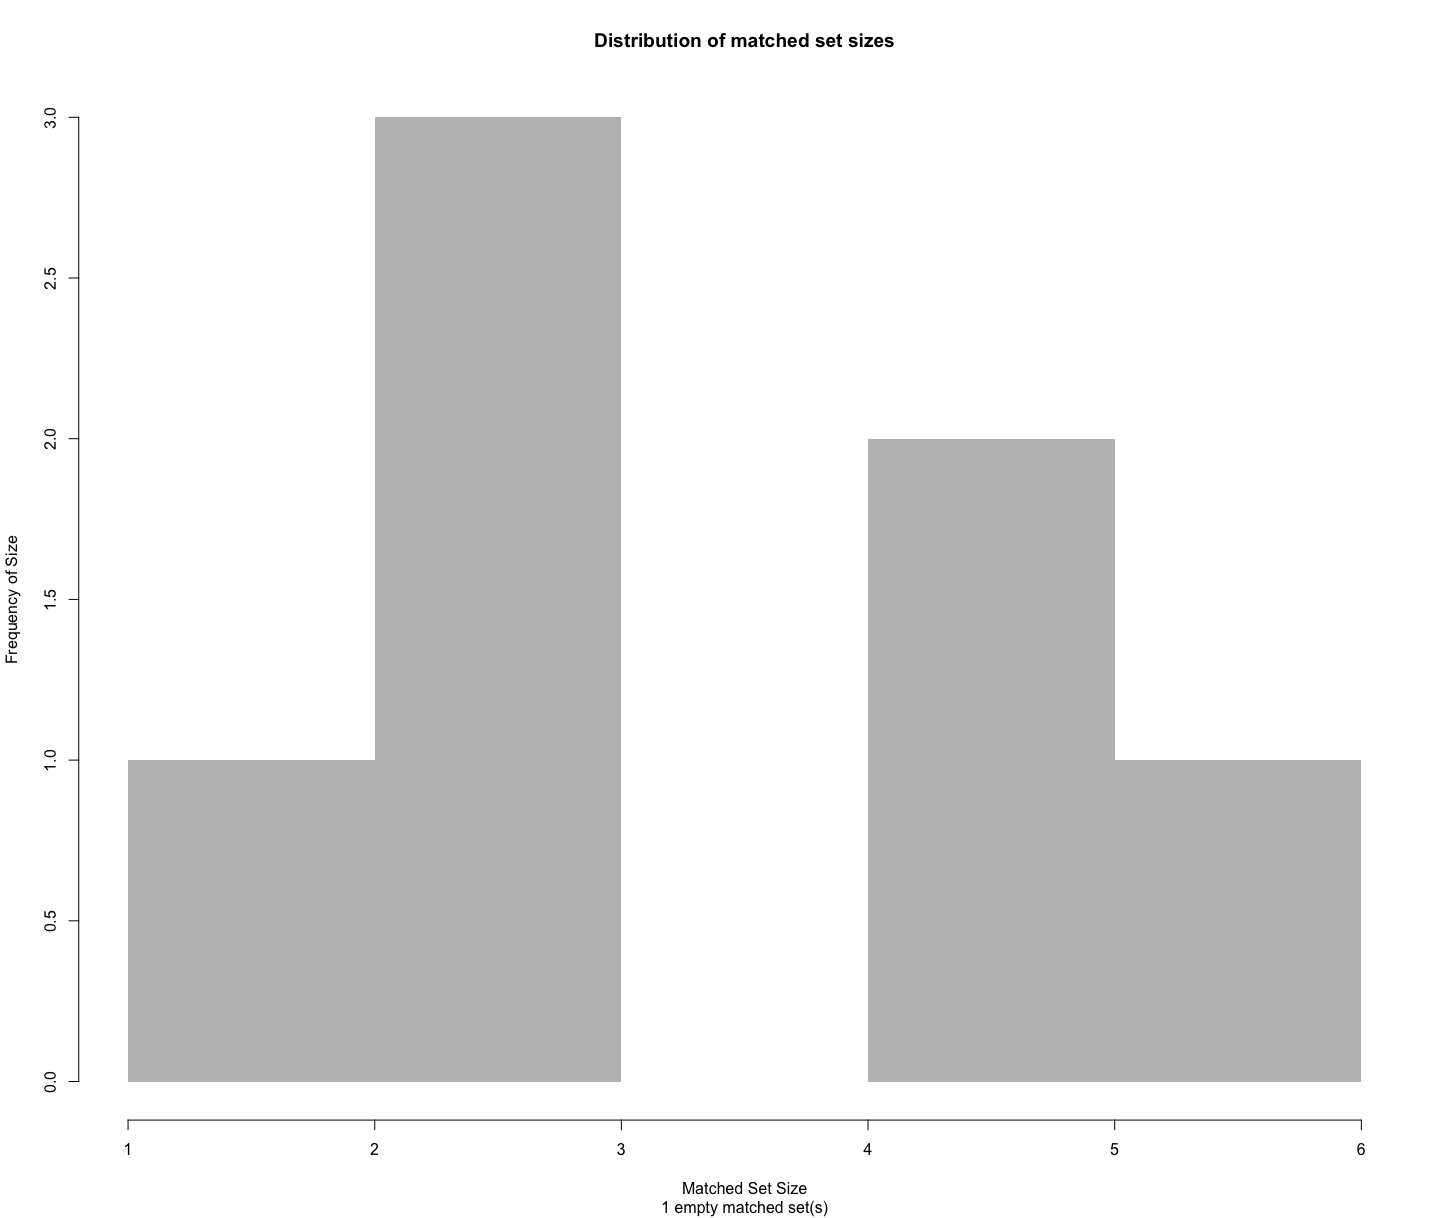 Distribution of matched set sizes
3.0
2.5
2.0
1.5
1.0
0.5
0.0
Frequency of Size
1 2 3 4 5 6
Matched Set Size
1 empty matched set(s)